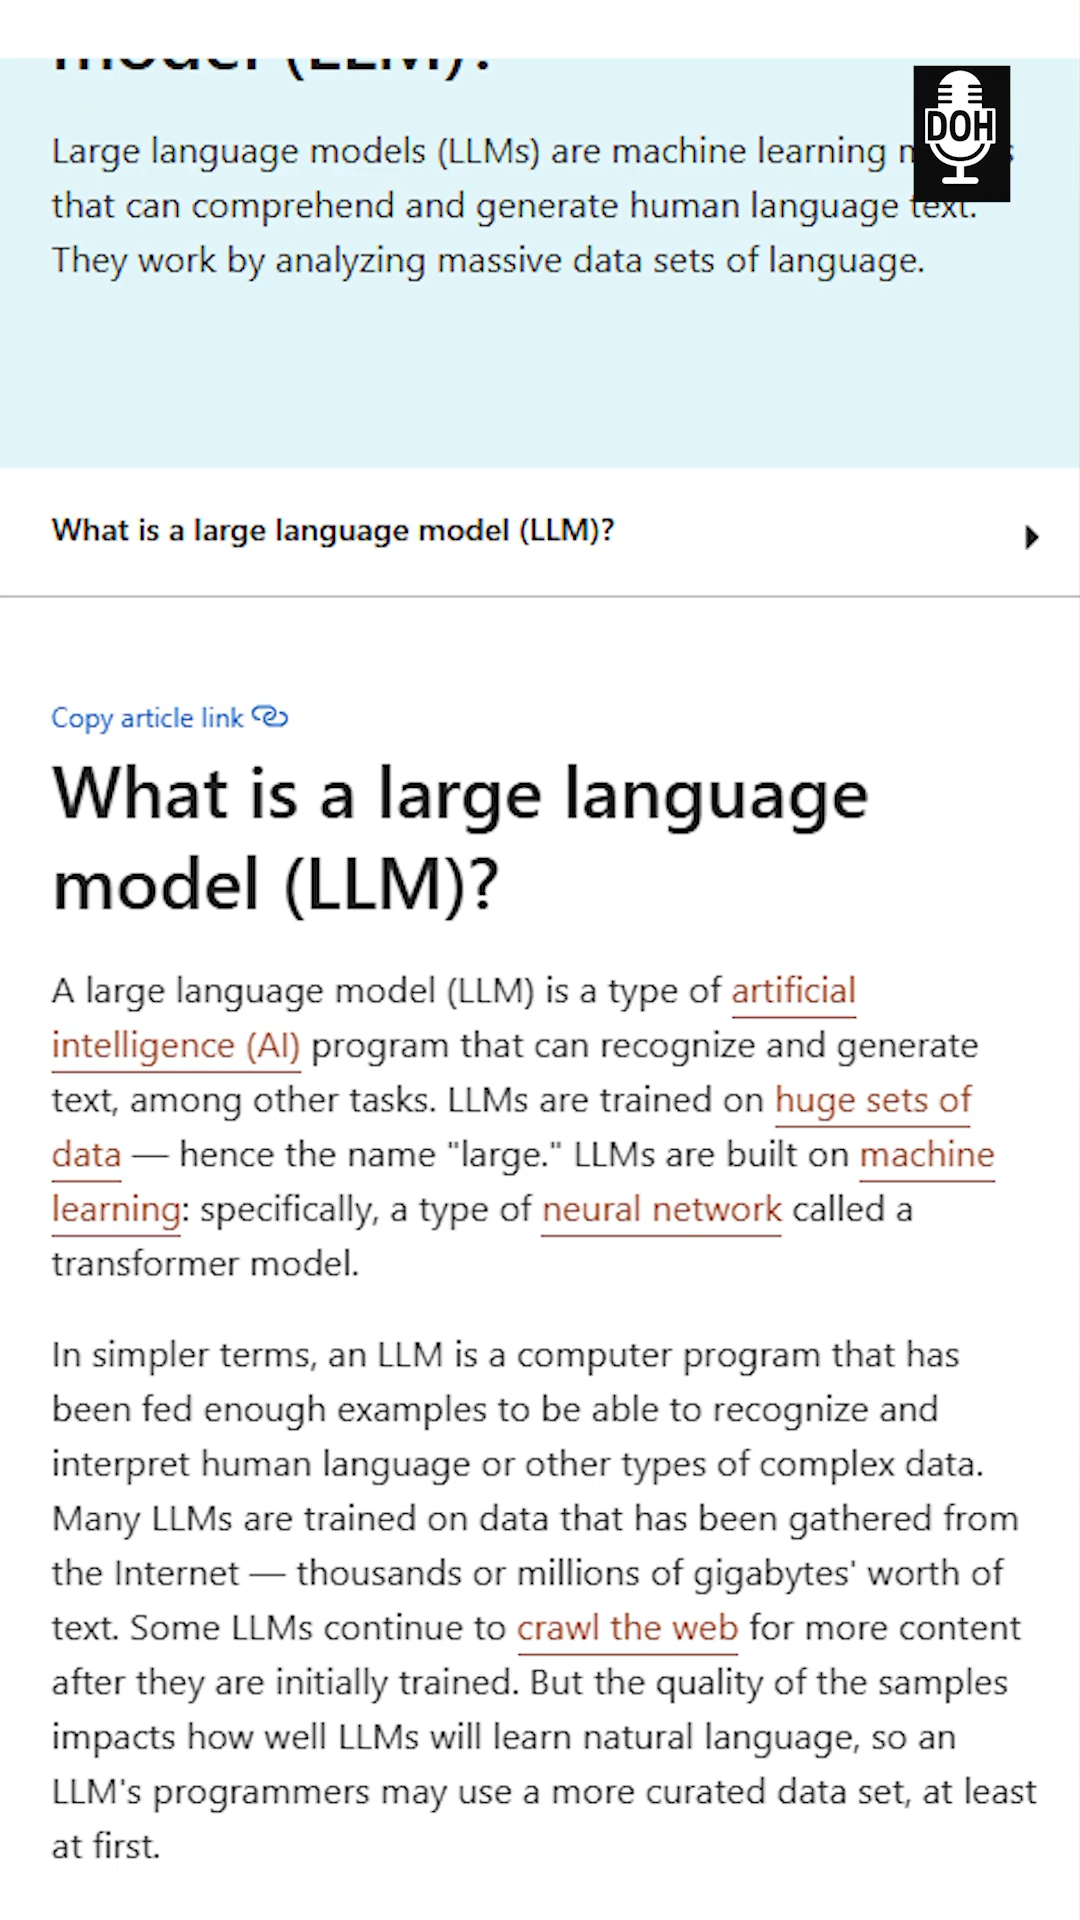 model (LLM)?
DOH
Large language models (LLMs) are machine learning
that can comprehend and generate human language text.
They work by analyzing massive data sets of language.
What is a large language model (LLM)?
Copy article link
What is a large language
model (LLM)?
A large language model (LLM) is a type of artificial
intelligence (AI) program that can recognize and generate
text, among other tasks. LLMs are trained on huge sets of
data — hence the name "large." LLMs are built on machine
learning: specifically, a type of neural network called a
transformer model.
In simpler terms, an LLM is a computer program that has
been fed enough examples to be able to recognize and
interpret human language or other types of complex data.
Many LLMs are trained on data that has been gathered from
the Internet — thousands or millions of gigabytes' worth of
text. Some LLMs continue to crawl the web for more content
after they are initially trained. But the quality of the samples
impacts how well LLMs will learn natural language, so an
LLM's programmers may use a more curated data set, at least
at first.